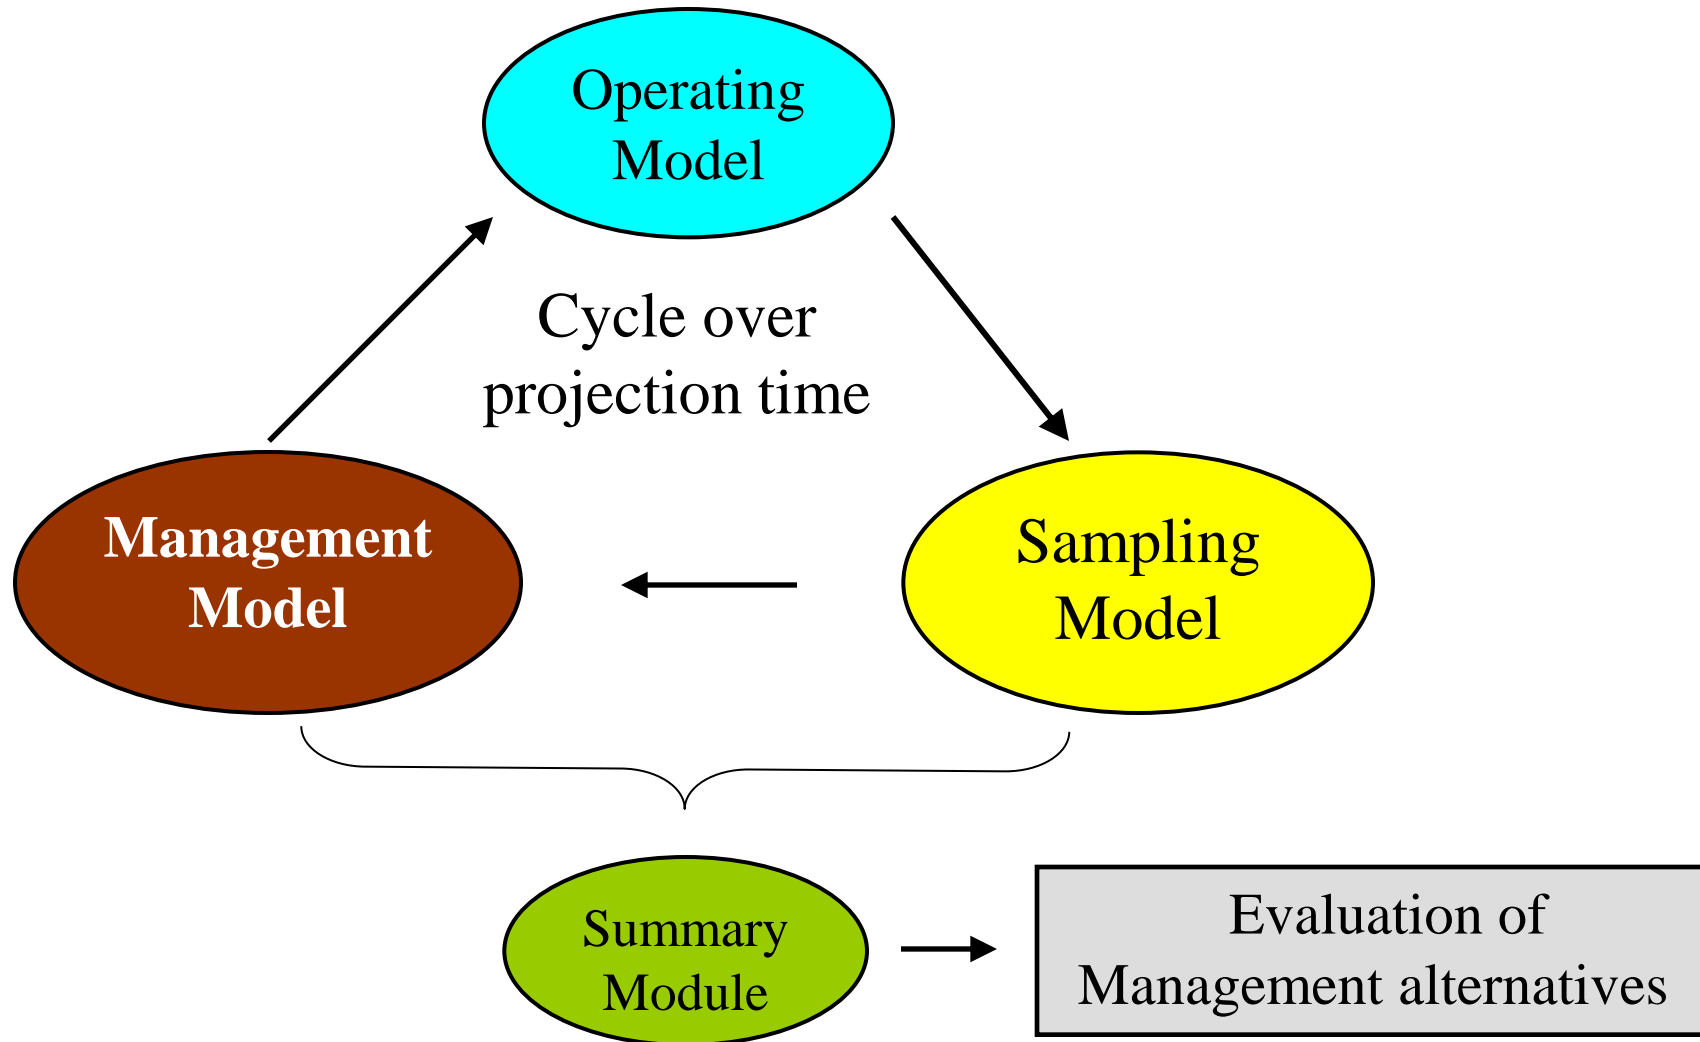 Operating
Model
Cycle over
projection time
Management
Model
Sampling
Model
Summary
Module
Evaluation of
Management alternatives